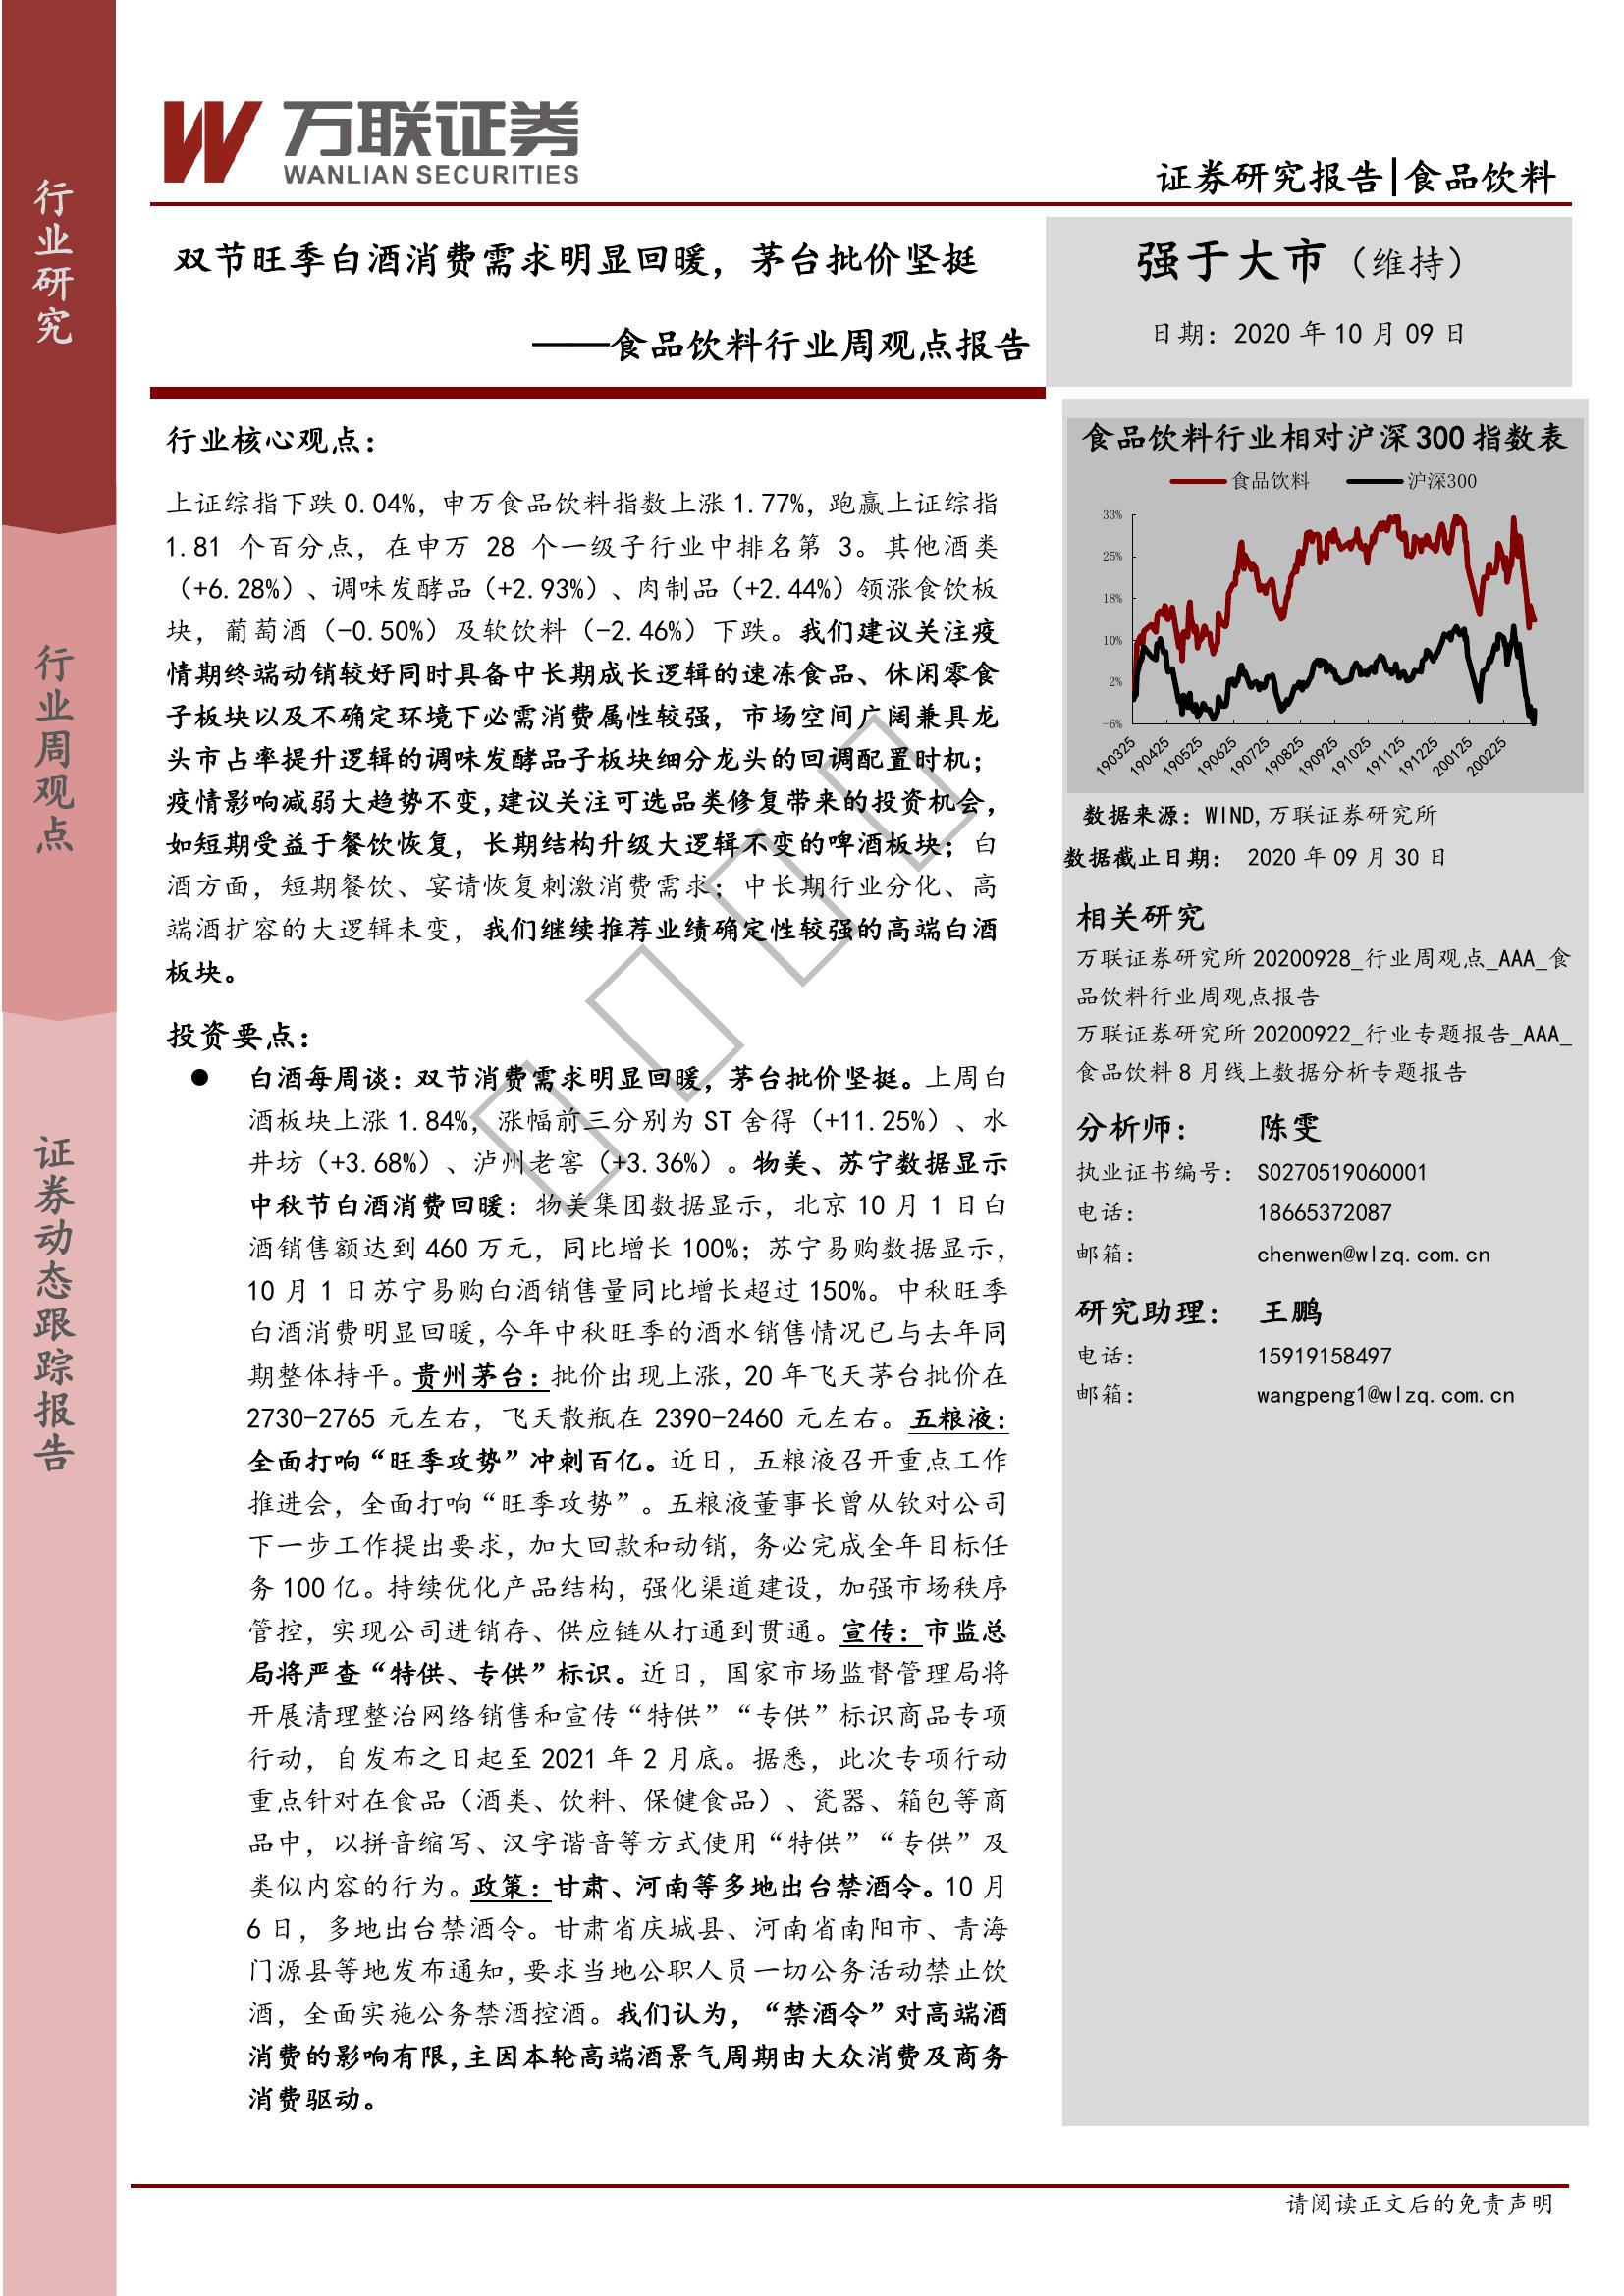 行业研究
行业周观点
证券动态跟踪报告
万联证券
WANLIAN SECURITIES
证券研究报告|食品饮料
双节旺季白酒消费需求明显回暖，茅台批价坚挺
——食品饮料行业周观点报告
强于大市（维持）
日期：2020 年 10 月 09 日
行业核心观点：
上证综指下跌 0.04%，申万食品饮料指数上涨 1.77%，跑赢上证综指
1.81 个百分点，在申万 28 个一级子行业中排名第 3。其他酒类
（+6.28%）、调味发酵品（+2.93%）、肉制品（+2.44%）领涨食饮板
块，葡萄酒（-0.50%）及软饮料（-2.46%）下跌。我们建议关注疫
情期终端动销较好同时具备中长期成长逻辑的速冻食品、休闲零食
子板块以及不确定环境下必需消费属性较强，市场空间广阔兼具龙
头市占率提升逻辑的调味发酵品子板块细分龙头的回调配置时机；
疫情影响减弱大趋势不变，建议关注可选品类修复带来的投资机会，
如短期受益于餐饮恢复，长期结构升级大逻辑不变的啤酒板块；白
酒方面，短期餐饮、宴请恢复刺激消费需求；中长期行业分化、高
端酒扩容的大逻辑未变，我们继续推荐业绩确定性较强的高端白酒
板块。
投资要点：
● 白酒每周谈：双节消费需求明显回暖，茅台批价坚挺。上周白
酒板块上涨 1.84%，涨幅前三分别为 ST 舍得（+11.25%）、水
井坊（+3.68%）、泸州老窖（+3.36%）。物美、苏宁数据显示
中秋节白酒消费回暖：物美集团数据显示，北京 10 月 1 日白
酒销售额达到 460 万元，同比增长 100%；苏宁易购数据显示，
10 月 1 日苏宁易购白酒销售量同比增长超过 150%。中秋旺季
白酒消费明显回暖，今年中秋旺季的酒水销售情况已与去年同
期整体持平。贵州茅台：批价出现上涨，20 年飞天茅台批价在
2730-2765 元左右，飞天散瓶在 2390-2460 元左右。五粮液：
全面打响“旺季攻势”冲刺百亿。近日，五粮液召开重点工作
推进会，全面打响“旺季攻势”。五粮液董事长曾从钦对公司
下一步工作提出要求，加大回款和动销，务必完成全年目标任
务 100 亿。持续优化产品结构，强化渠道建设，加强市场秩序
管控，实现公司进销存、供应链从打通到贯通。宣传：市监总
局将严查“特供、专供”标识。近日，国家市场监督管理局将
开展清理整治网络销售和宣传“特供”“专供”标识商品专项
行动，自发布之日起至 2021 年 2 月底。据悉，此次专项行动
重点针对在食品（酒类、饮料、保健食品）、瓷器、箱包等商
品中，以拼音缩写、汉字谐音等方式使用“特供”“专供”及
类似内容的行为。政策：甘肃、河南等多地出台禁酒令。10 月
6 日，多地出台禁酒令。甘肃省庆城县、河南省南阳市、青海
门源县等地发布通知，要求当地公职人员一切公务活动禁止饮
酒，全面实施公务禁酒控酒。我们认为，“禁酒令”对高端酒
消费的影响有限，主因本轮高端酒景气周期由大众消费及商务
消费驱动。
食品饮料行业相对沪深 300 指数表
食品饮料 沪深300
33%
25%
18%
10%
2%
-6%
190325 190425 190525 190625 190725 190825 190925 191025 191125 191225 200125 200225
数据来源：WIND，万联证券研究所
数据截止日期： 2020 年 09 月 30 日
相关研究
万联证券研究所 20200928_行业周观点_AAA_食
品饮料行业周观点报告
万联证券研究所 20200922_行业专题报告_AAA_
食品饮料 8 月线上数据分析专题报告
分析师： 陈雯
执业证书编号： S0270519060001
电话： 18665372087
邮箱： chenwen@wlzq.com.cn
研究助理： 王鹏
电话： 15919158497
邮箱： wangpeng1@wlzq.com.cn
请阅读正文后的免责声明